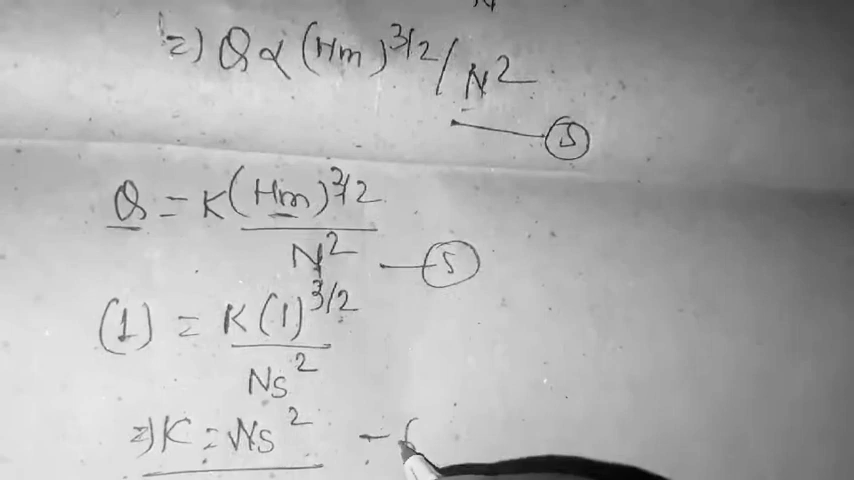 =) Q ∝ (Hm)^3/2 / N^2
— (5)
Q = K(Hm)^3/2
N^2 — (5)
(1) = K(1)^3/2
Ns^2
=) K = Ns^2 — (